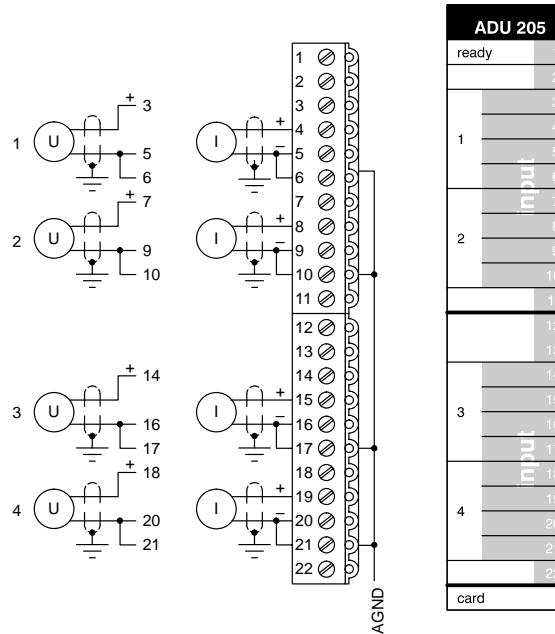 ADU 205
ready
1 U + 3
5
6
2 U + 7
9
10
3 U + 14
16
17
4 U + 18
20
21
I + −
I + −
I + −
I + −
1
2
3
4
5
6
7
8
9
10
11
12
13
14
15
16
17
18
19
20
21
22
AGND
1
input
2
3
input
4
card